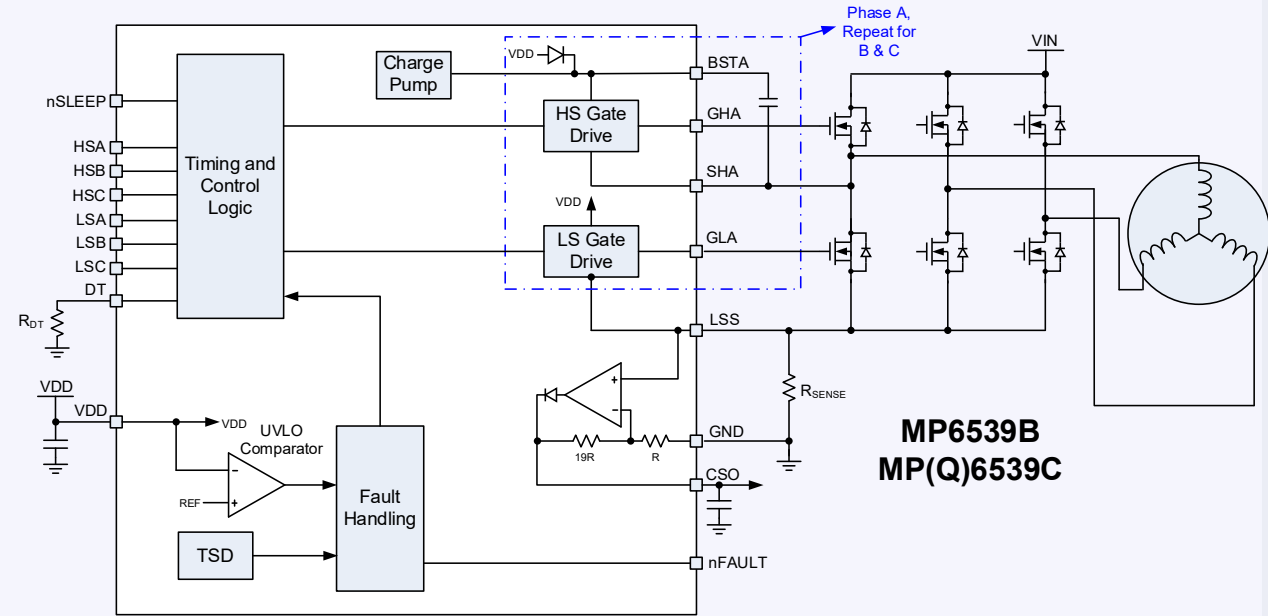 Phase A,
Repeat for
B & C
VIN
VDD
Charge
Pump
BSTA
nSLEEP
HS Gate
Drive
GHA
HSA
HSB
HSC
LSA
LSB
LSC
DT
Timing and
Control
Logic
SHA
VDD
LS Gate
Drive
GLA
RDT
LSS
RSENSE
VDD
VDD
VDD
UVLO
Comparator
REF
+
−
+
−
19R
R
GND
CSO
MP6539B
MP(Q)6539C
Fault
Handling
TSD
nFAULT